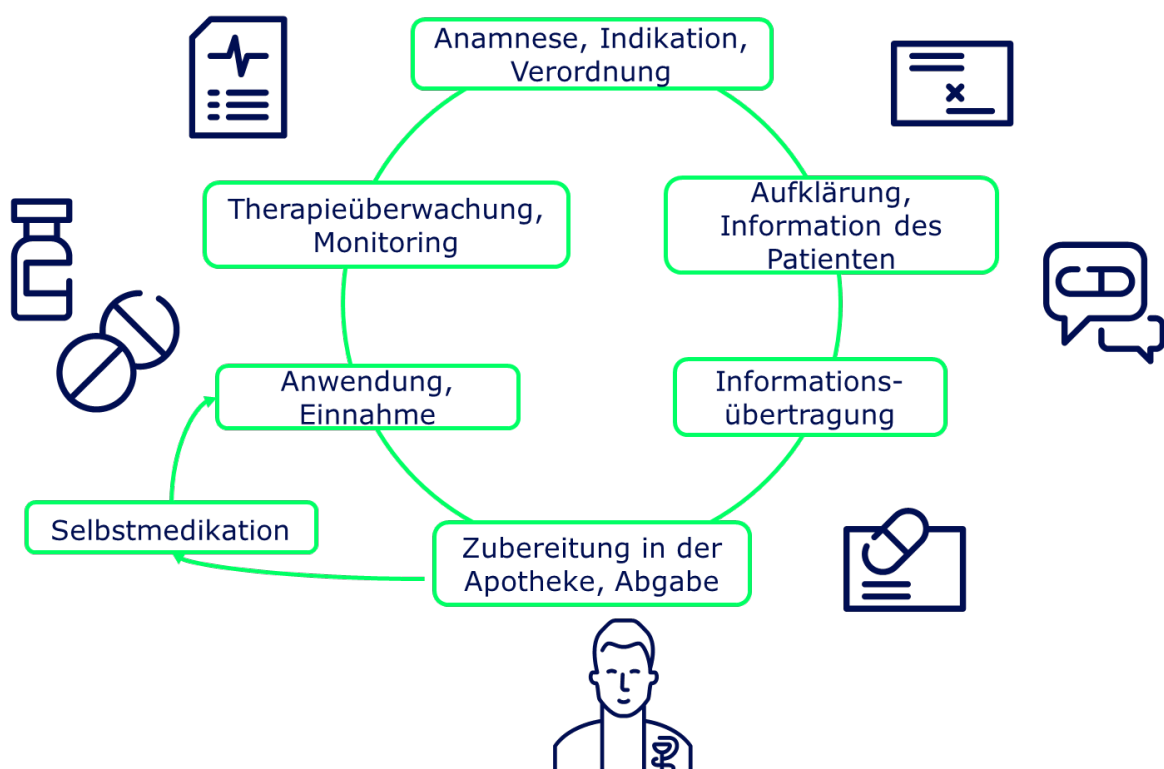 Anamnese, Indikation,
Verordnung
Therapieüberwachung,
Monitoring
Aufklärung,
Information des
Patienten
Anwendung,
Einnahme
Informations-
übertragung
Selbstmedikation
Zubereitung in der
Apotheke, Abgabe